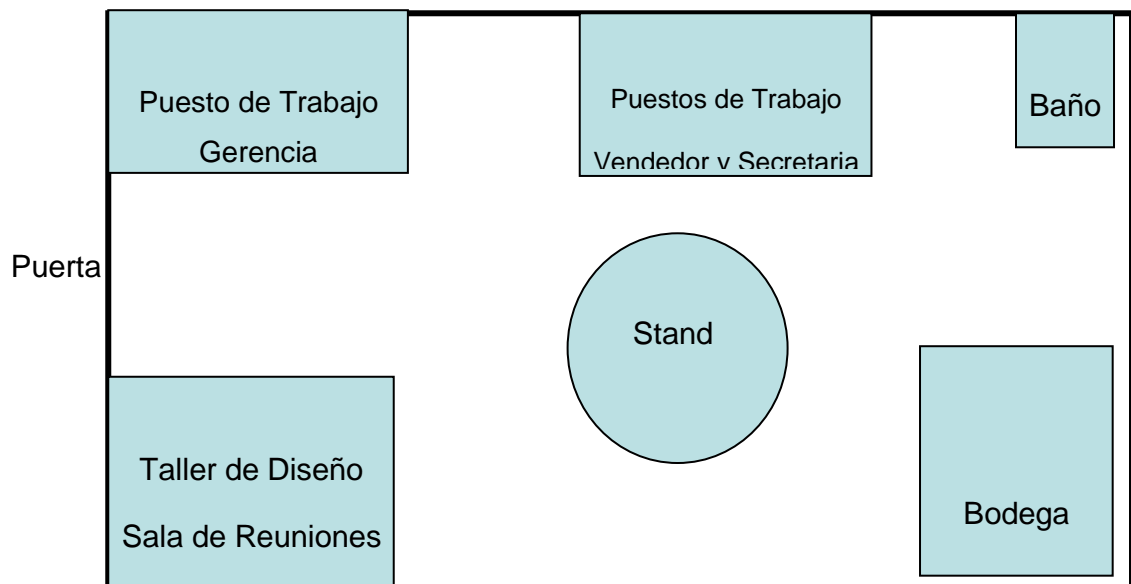 Puesto de Trabajo
Gerencia
Puestos de Trabajo
Vendedor y Secretaria
Baño
Puerta
Stand
Taller de Diseño
Sala de Reuniones
Bodega